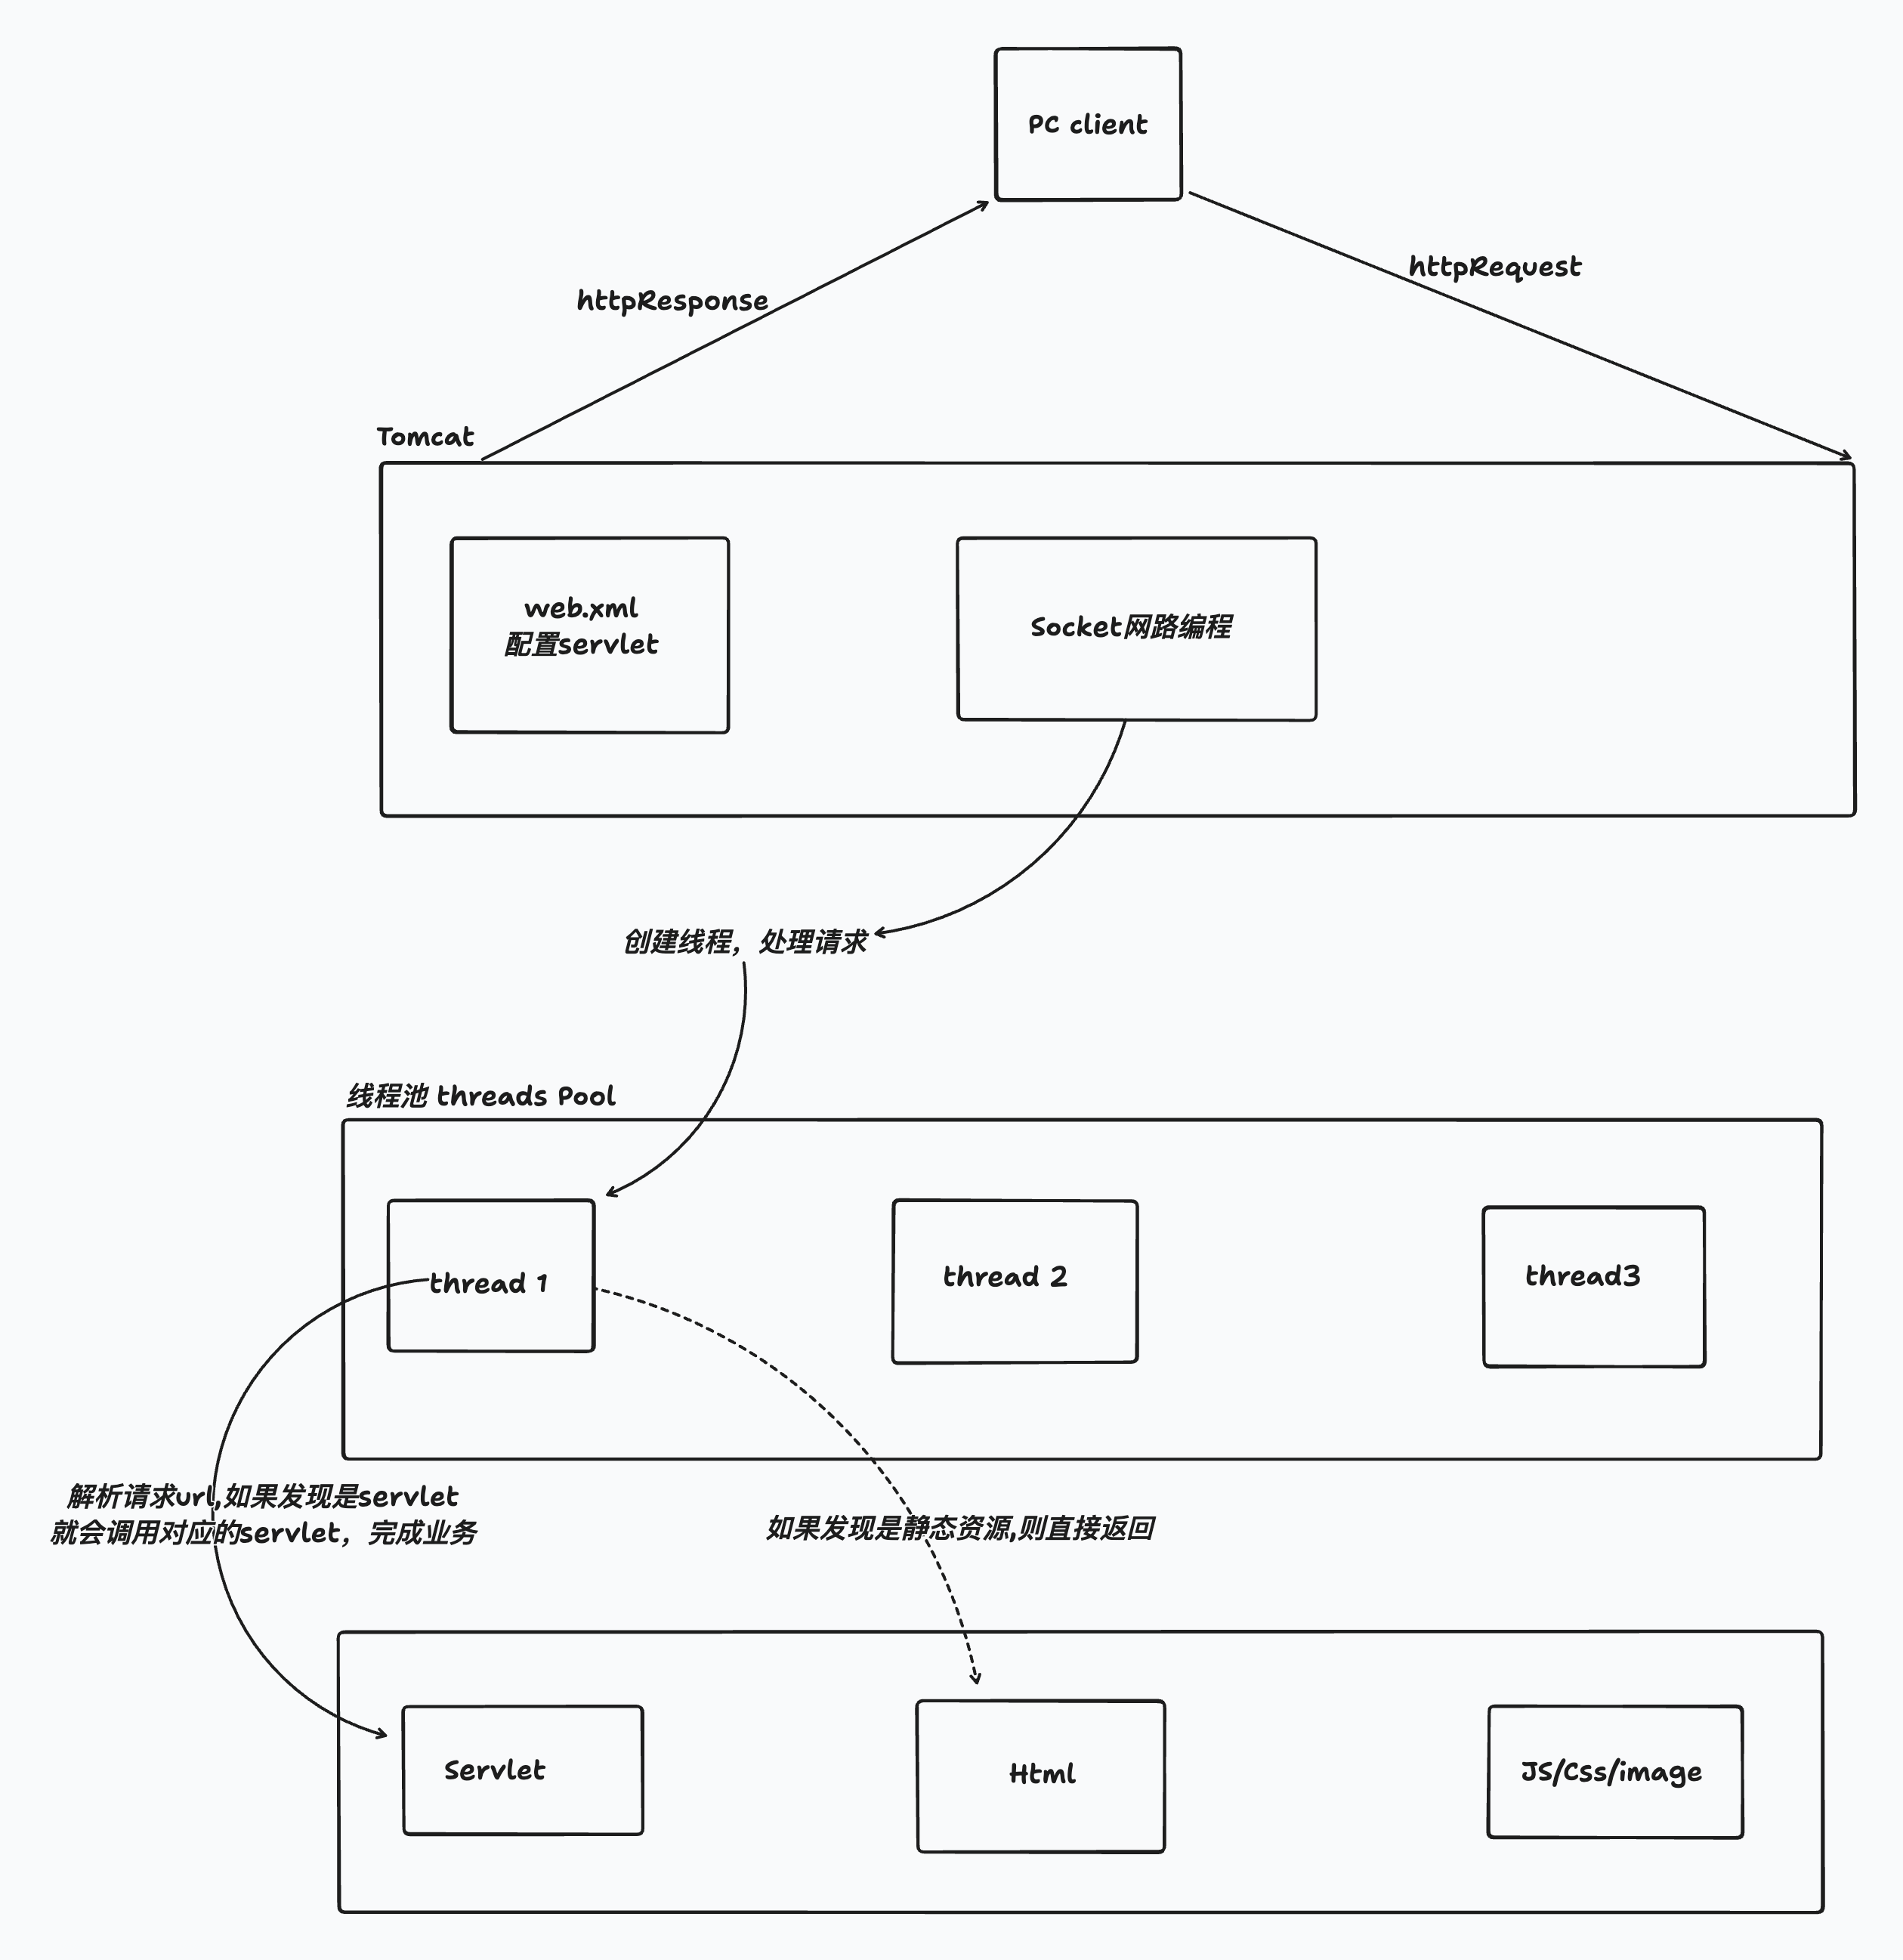 PC client
httpRequest
httpResponse
Tomcat
web.xml
配置servlet
Socket网路编程
创建线程，处理请求
线程池 threads Pool
thread 1
thread 2
thread3
解析请求url,如果发现是servlet
就会调用对应的servlet，完成业务
如果发现是静态资源,则直接返回
Servlet
Html
JS/Css/image